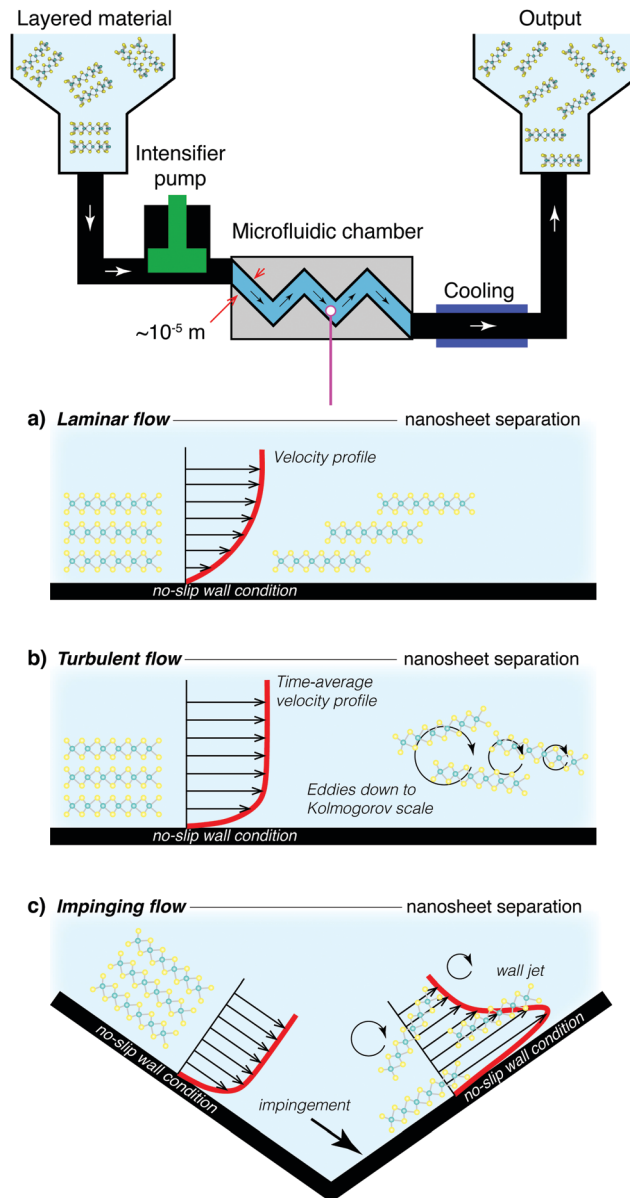 Layered material
Output
Intensifier
pump
Microfluidic chamber
Cooling
~10⁻⁵ m
a) Laminar flow
nanosheet separation
Velocity profile
no-slip wall condition
b) Turbulent flow
nanosheet separation
Time-average
velocity profile
Eddies down to
Kolmogorov scale
no-slip wall condition
c) Impinging flow
nanosheet separation
wall jet
no-slip wall condition
no-slip wall condition
impingement